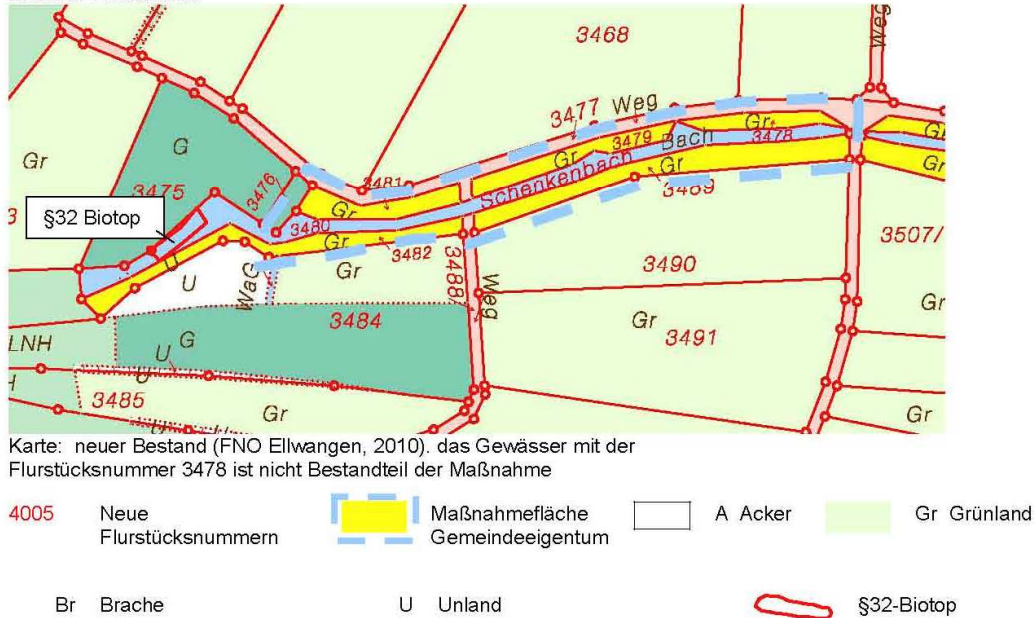 3468
Weg
3477
Weg
Gr
G
3475
3476
3481
Gr
Gr
3479
Bach
Gr
3478
Gr
Gr
Gr
3
§32 Biotop
Schenkenbach
3480
Gr
3482
3489
3507/
U
U
WaG
Gr
3488/
Weg
3490
Gr
3484
Gr
3491
LNH
U
G
H
U
3485
Gr
Gr
Karte: neuer Bestand (FNO Ellwangen, 2010). das Gewässer mit der
Flurstücksnummer 3478 ist nicht Bestandteil der Maßnahme
4005 Neue Maßnahmefläche A Acker Gr Grünland
Flurstücksnummern Gemeindeeigentum
Br Brache U Unland §32-Biotop